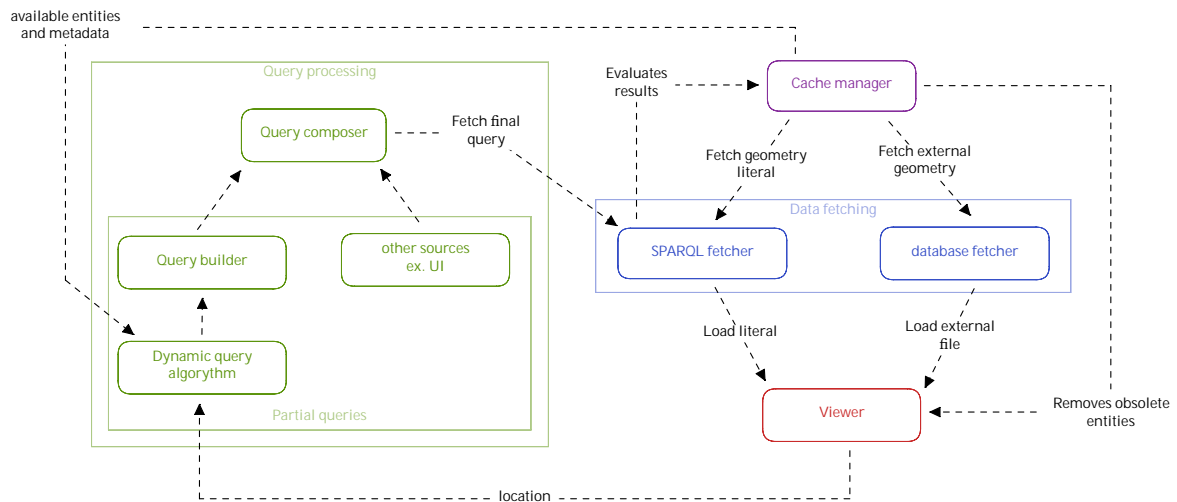 available entities
and metadata
Query processing
Evaluates
results
Cache manager
Query composer
Fetch final
query
Fetch geometry
literal
Fetch external
geometry
Data fetching
Query builder
other sources
ex. UI
SPARQL fetcher
database fetcher
Load literal
Load external
file
Dynamic query
algorythm
Partial queries
Viewer
Removes obsolete
entities
location